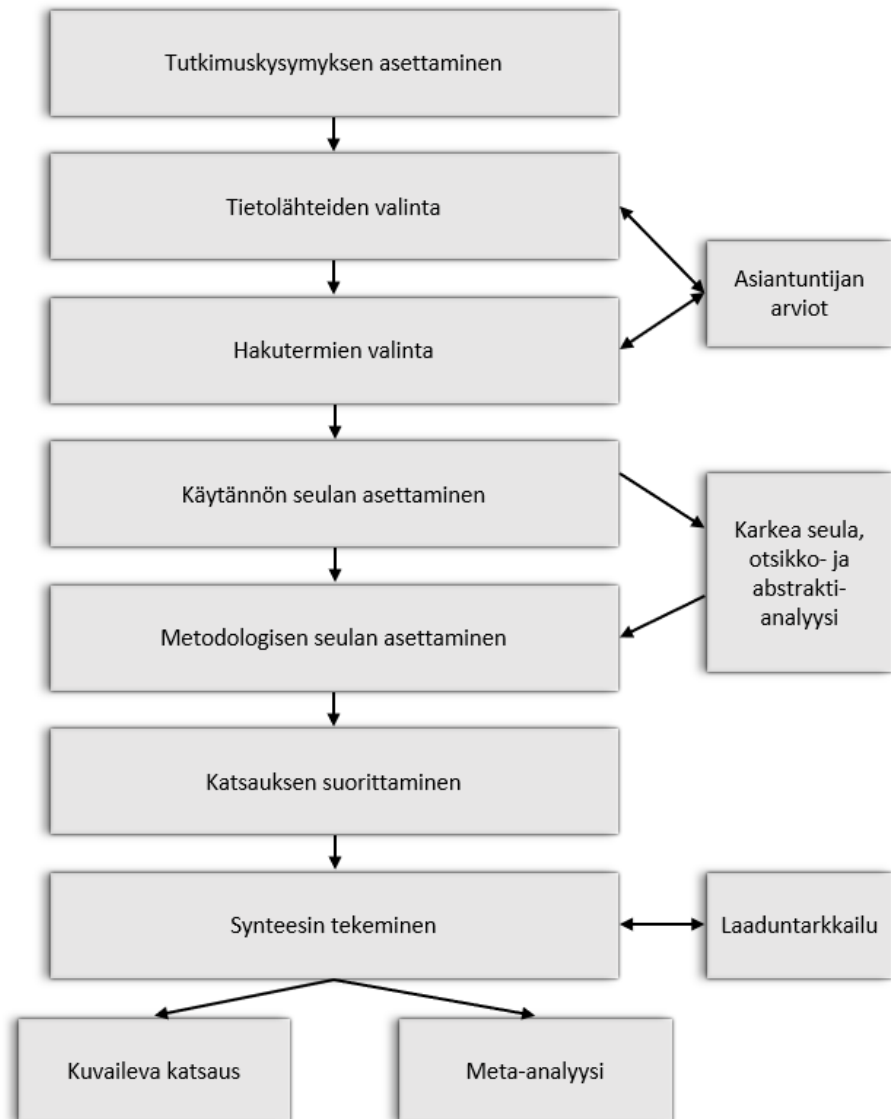 Tutkimuskysymyksen asettaminen
Tietolähteiden valinta
Asiantuntijan
arviot
Hakutermien valinta
Käytännön seulan asettaminen
Karkea seula,
otsikko- ja
abstrakti-
analyysi
Metodologisen seulan asettaminen
Katsauksen suorittaminen
Synteesin tekeminen
Laaduntarkkailu
Kuvaileva katsaus
Meta-analyysi